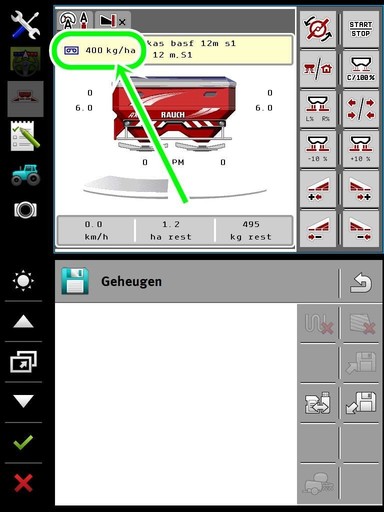 START
STOP
400 kg/ha
kas basf 12m s1
12 m.S1
0
0
6.0
6.0
RAUCH
0 PM 0
C/100%
L% R%
-10 % +10 %
0.0
km/h
1.2
ha rest
495
kg rest
Geheugen